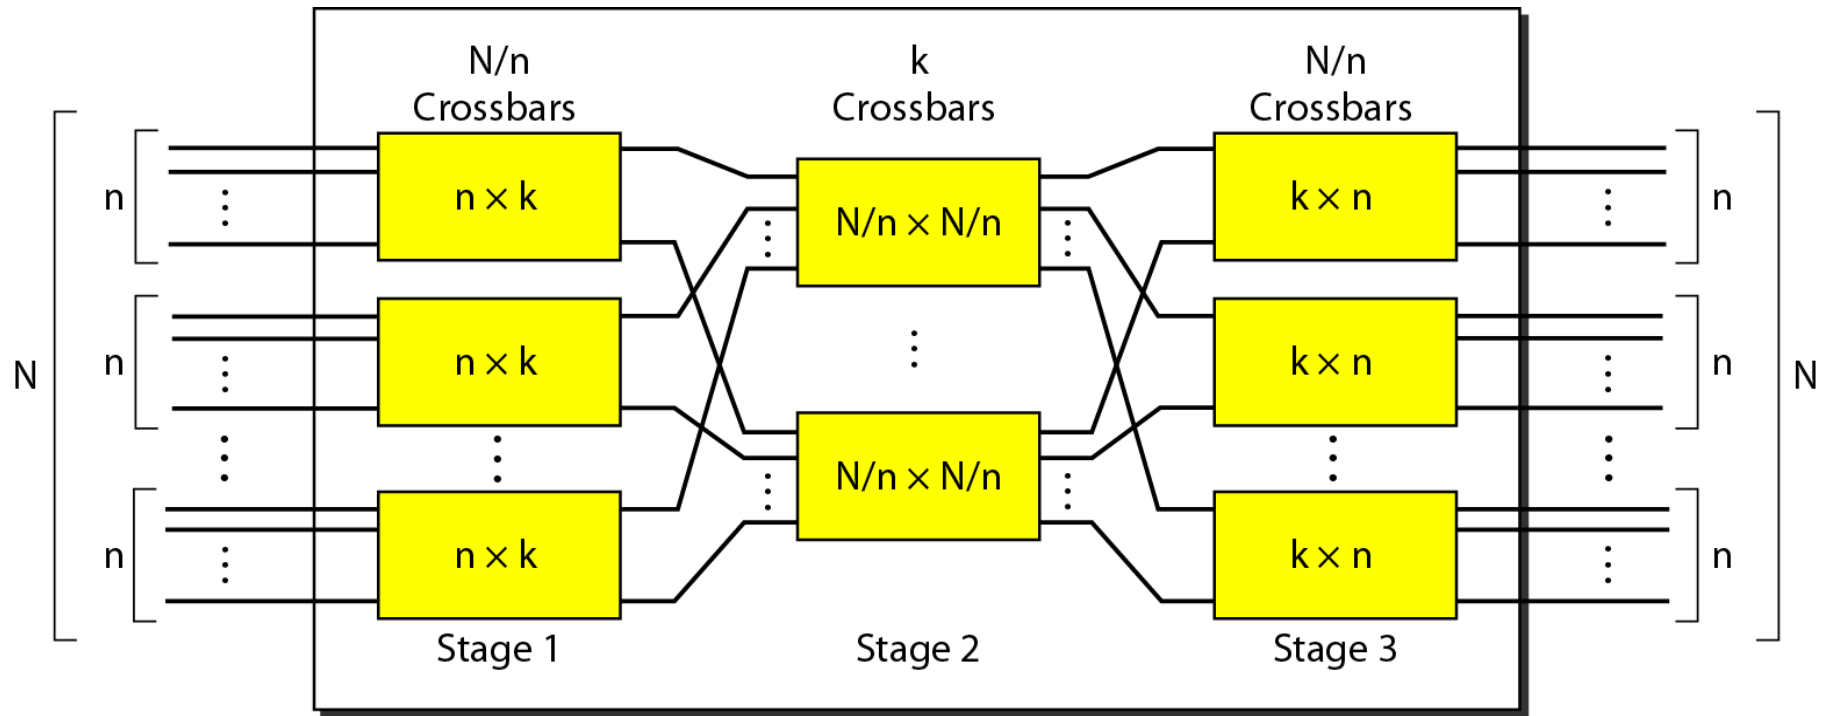 N/n
Crossbars
k
Crossbars
N/n
Crossbars
n
n × k
N/n × N/n
k × n
n
N
n
n × k
k × n
n
N
n
n × k
N/n × N/n
k × n
n
Stage 1
Stage 2
Stage 3